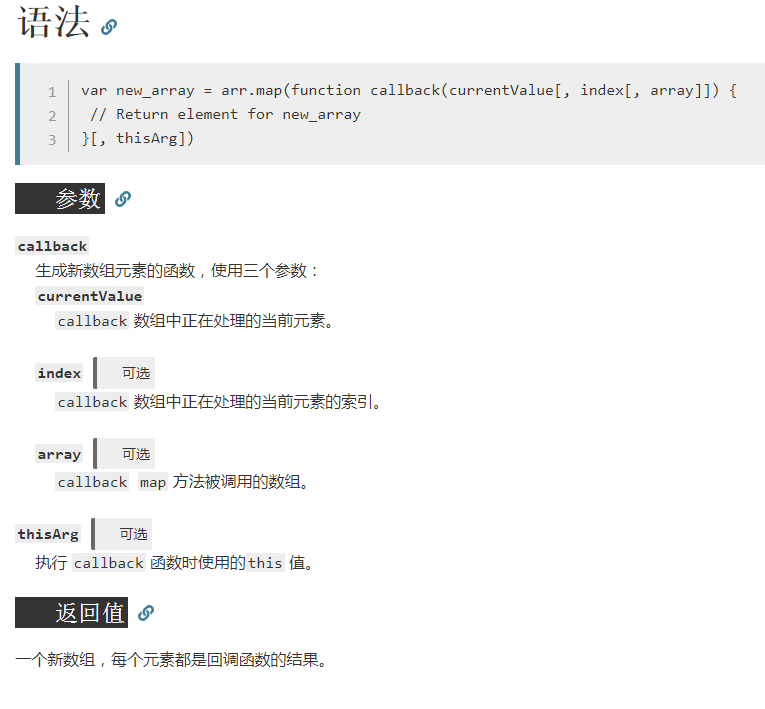 语法
1 var new_array = arr.map(function callback(currentValue[, index[, array]]) {
2 // Return element for new_array
3 }[, thisArg])
参数
callback
生成新数组元素的函数，使用三个参数：
currentValue
callback 数组中正在处理的当前元素。
index 可选
callback 数组中正在处理的当前元素的索引。
array 可选
callback map 方法被调用的数组。
thisArg 可选
执行 callback 函数时使用的this 值。
返回值
一个新数组，每个元素都是回调函数的结果。